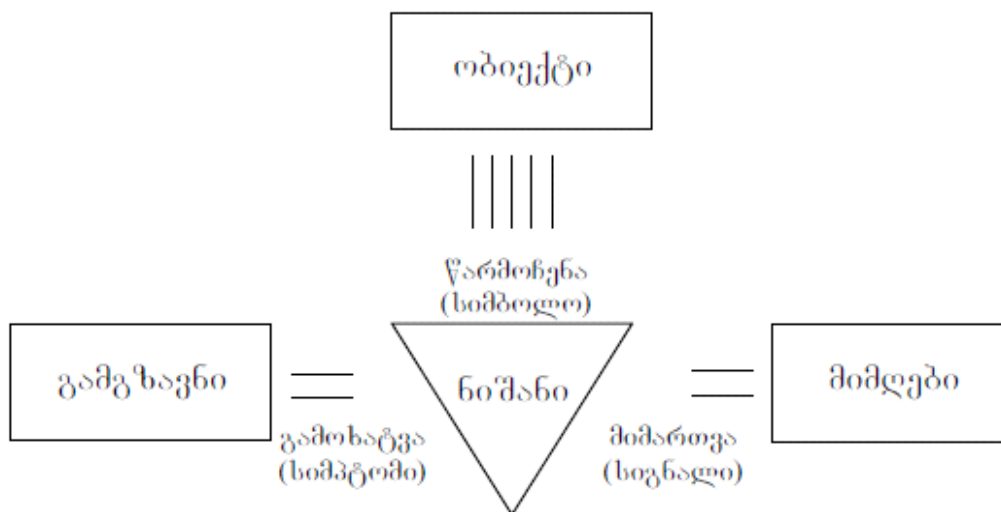 ობიექტი
წარმოჩენა
(სიმბოლო)
გამგზავნი
ნიშანი
მიმღები
გამოხატვა
(სიმპტომი)
მიმართვა
(სიგნალი)